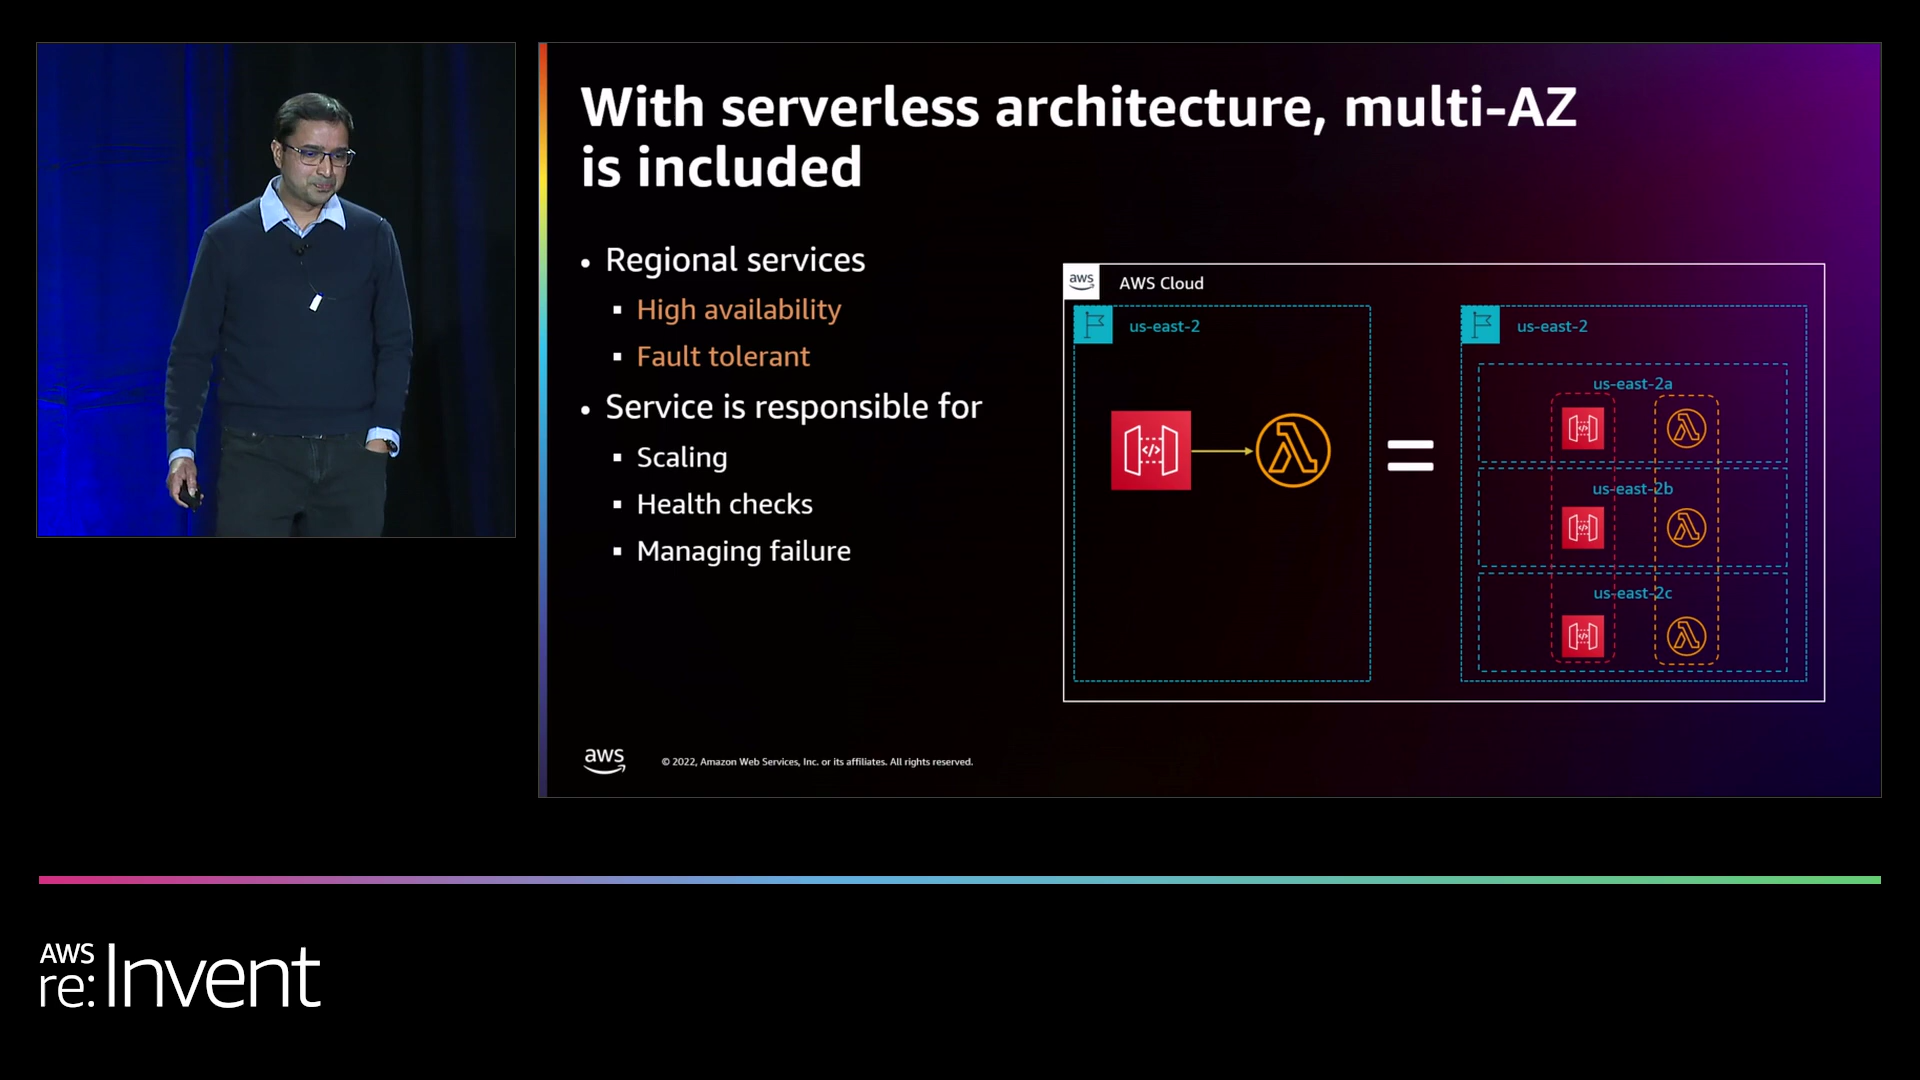 With serverless architecture, multi-AZ
is included
• Regional services
▪ High availability
▪ Fault tolerant
• Service is responsible for
▪ Scaling
▪ Health checks
▪ Managing failure
aws
AWS Cloud
us-east-2
</>
us-east-2
us-east-2a
</>
us-east-2b
</>
us-east-2c
</>
aws
© 2022, Amazon Web Services, Inc. or its affiliates. All rights reserved.
AWS
re:Invent